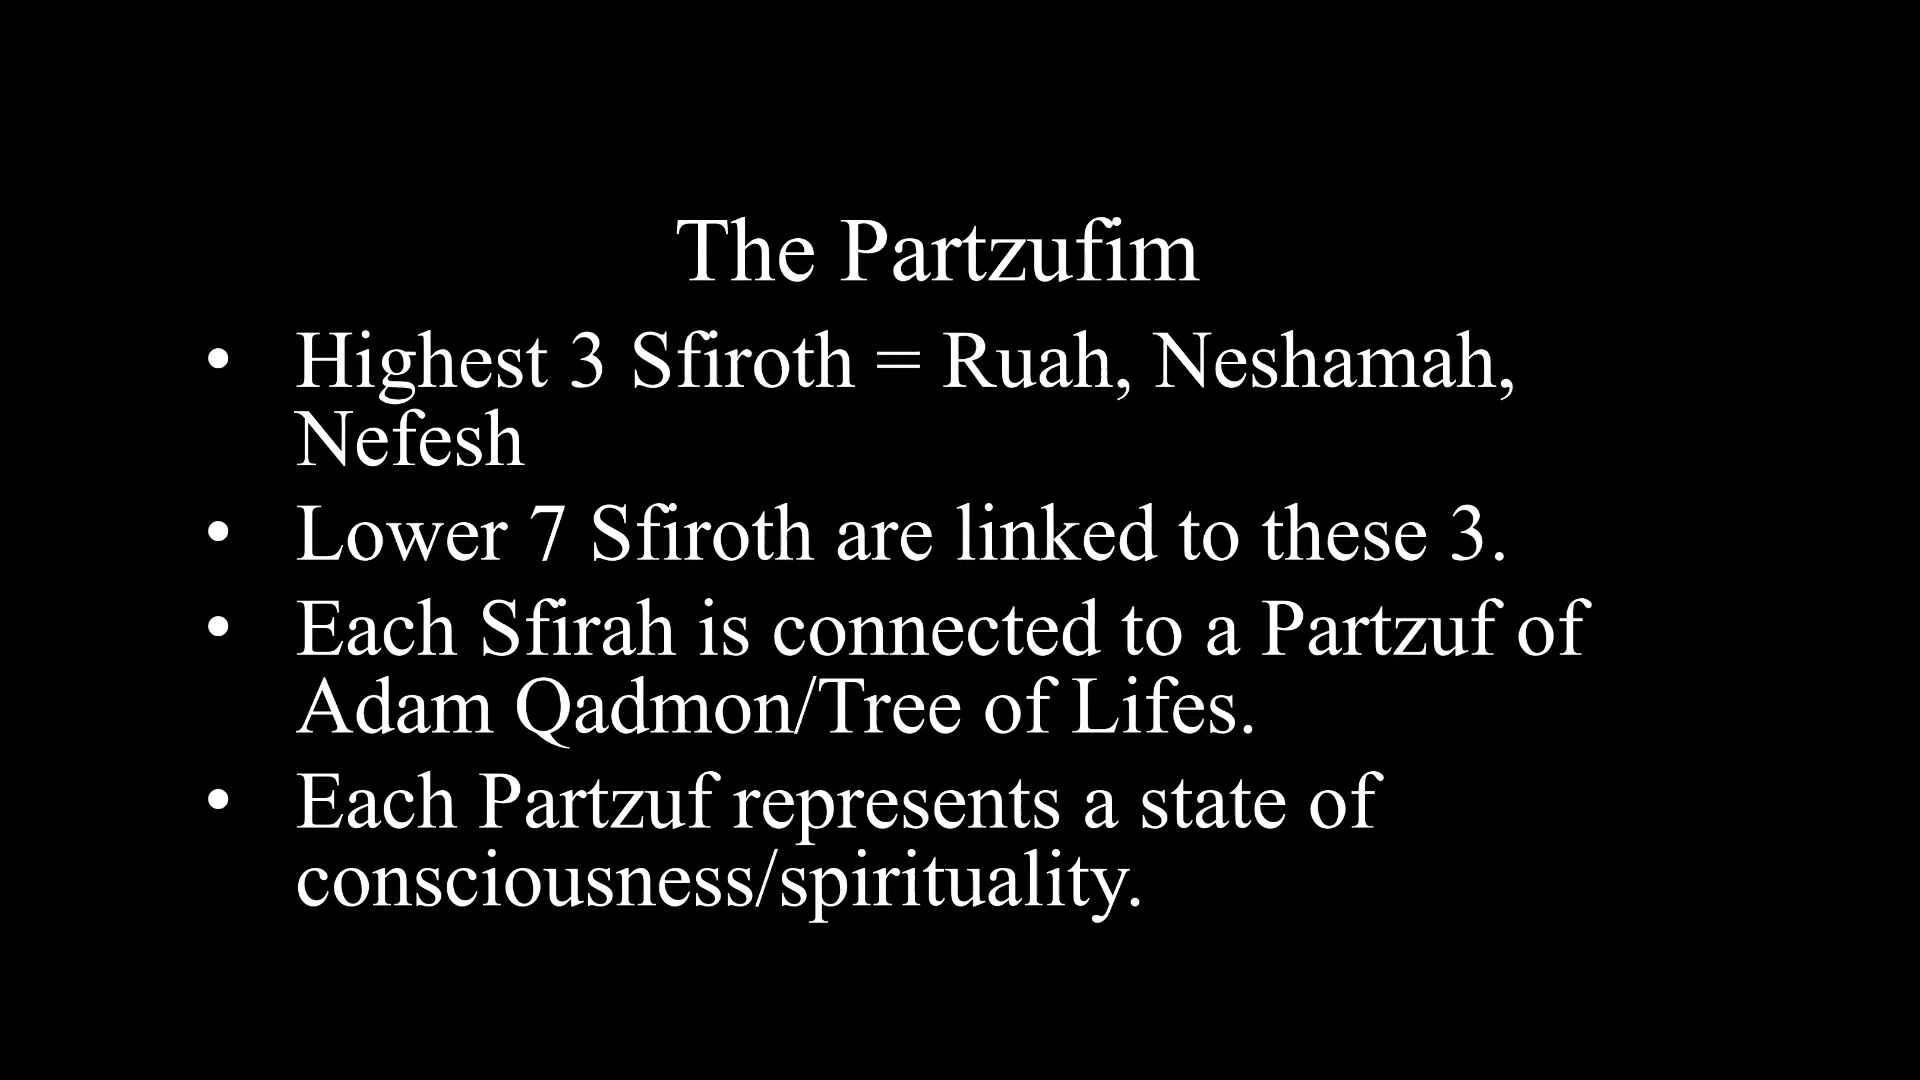 The Partzufim
• Highest 3 Sfiroth = Ruah, Neshamah,
Nefesh
• Lower 7 Sfiroth are linked to these 3.
• Each Sfirah is connected to a Partzuf of
Adam Qadmon/Tree of Lifes.
• Each Partzuf represents a state of
consciousness/spirituality.